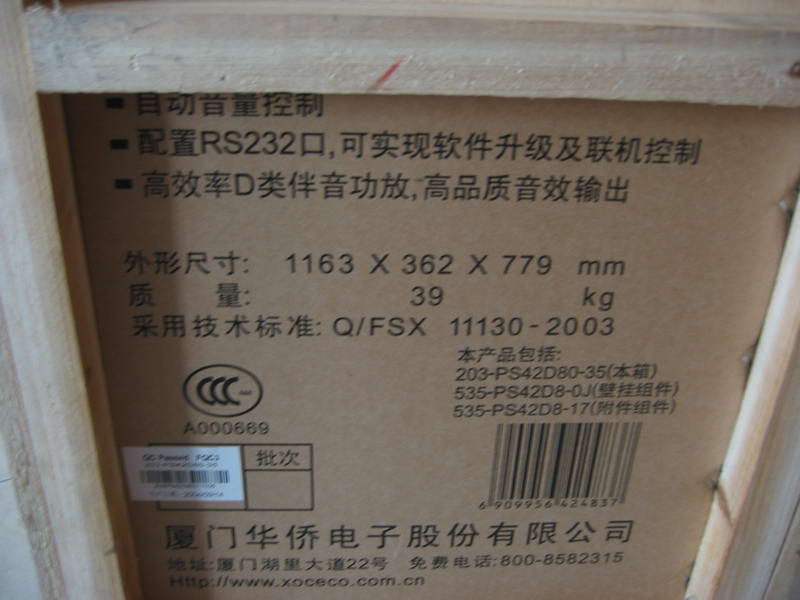 ■ 自动音量控制
■ 配置RS232口,可实现软件升级及联机控制
■ 高效率D类伴音功放,高品质音效输出
外形尺寸: 1163 X 362 X 779 mm
质 量: 39 kg
采用技术标准: Q/FSX 11130-2003
本产品包括:
203-PS42D80-35(本箱)
535-PS42D8-0J(壁挂组件)
535-PS42D8-17(附件组件)
CCC
A000669
QC Passed FQC3
批次
6 909956 424837
厦门华侨电子股份有限公司
地址:厦门湖里大道22号 免费电话:800-8582315
Http://www.xoceco.com.cn